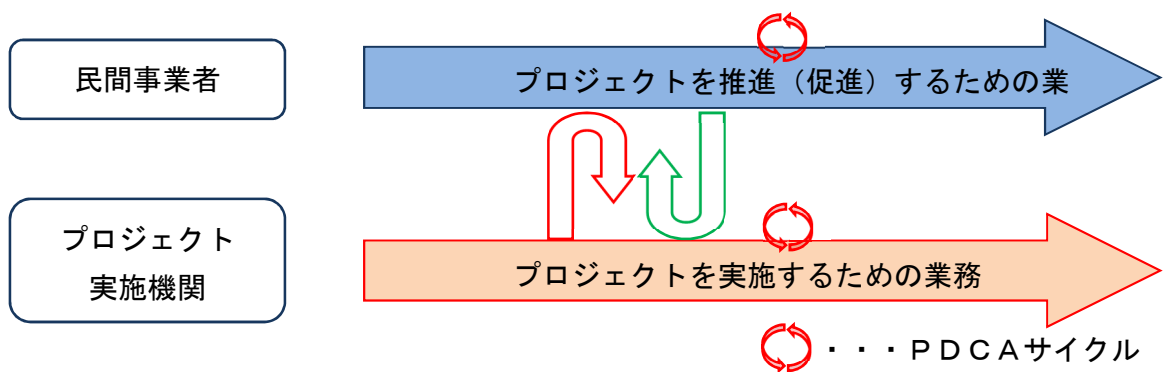 民間事業者
プロジェクトを推進（促進）するための業
プロジェクト
実施機関
プロジェクトを実施するための業務
・・・ＰＤＣＡサイクル